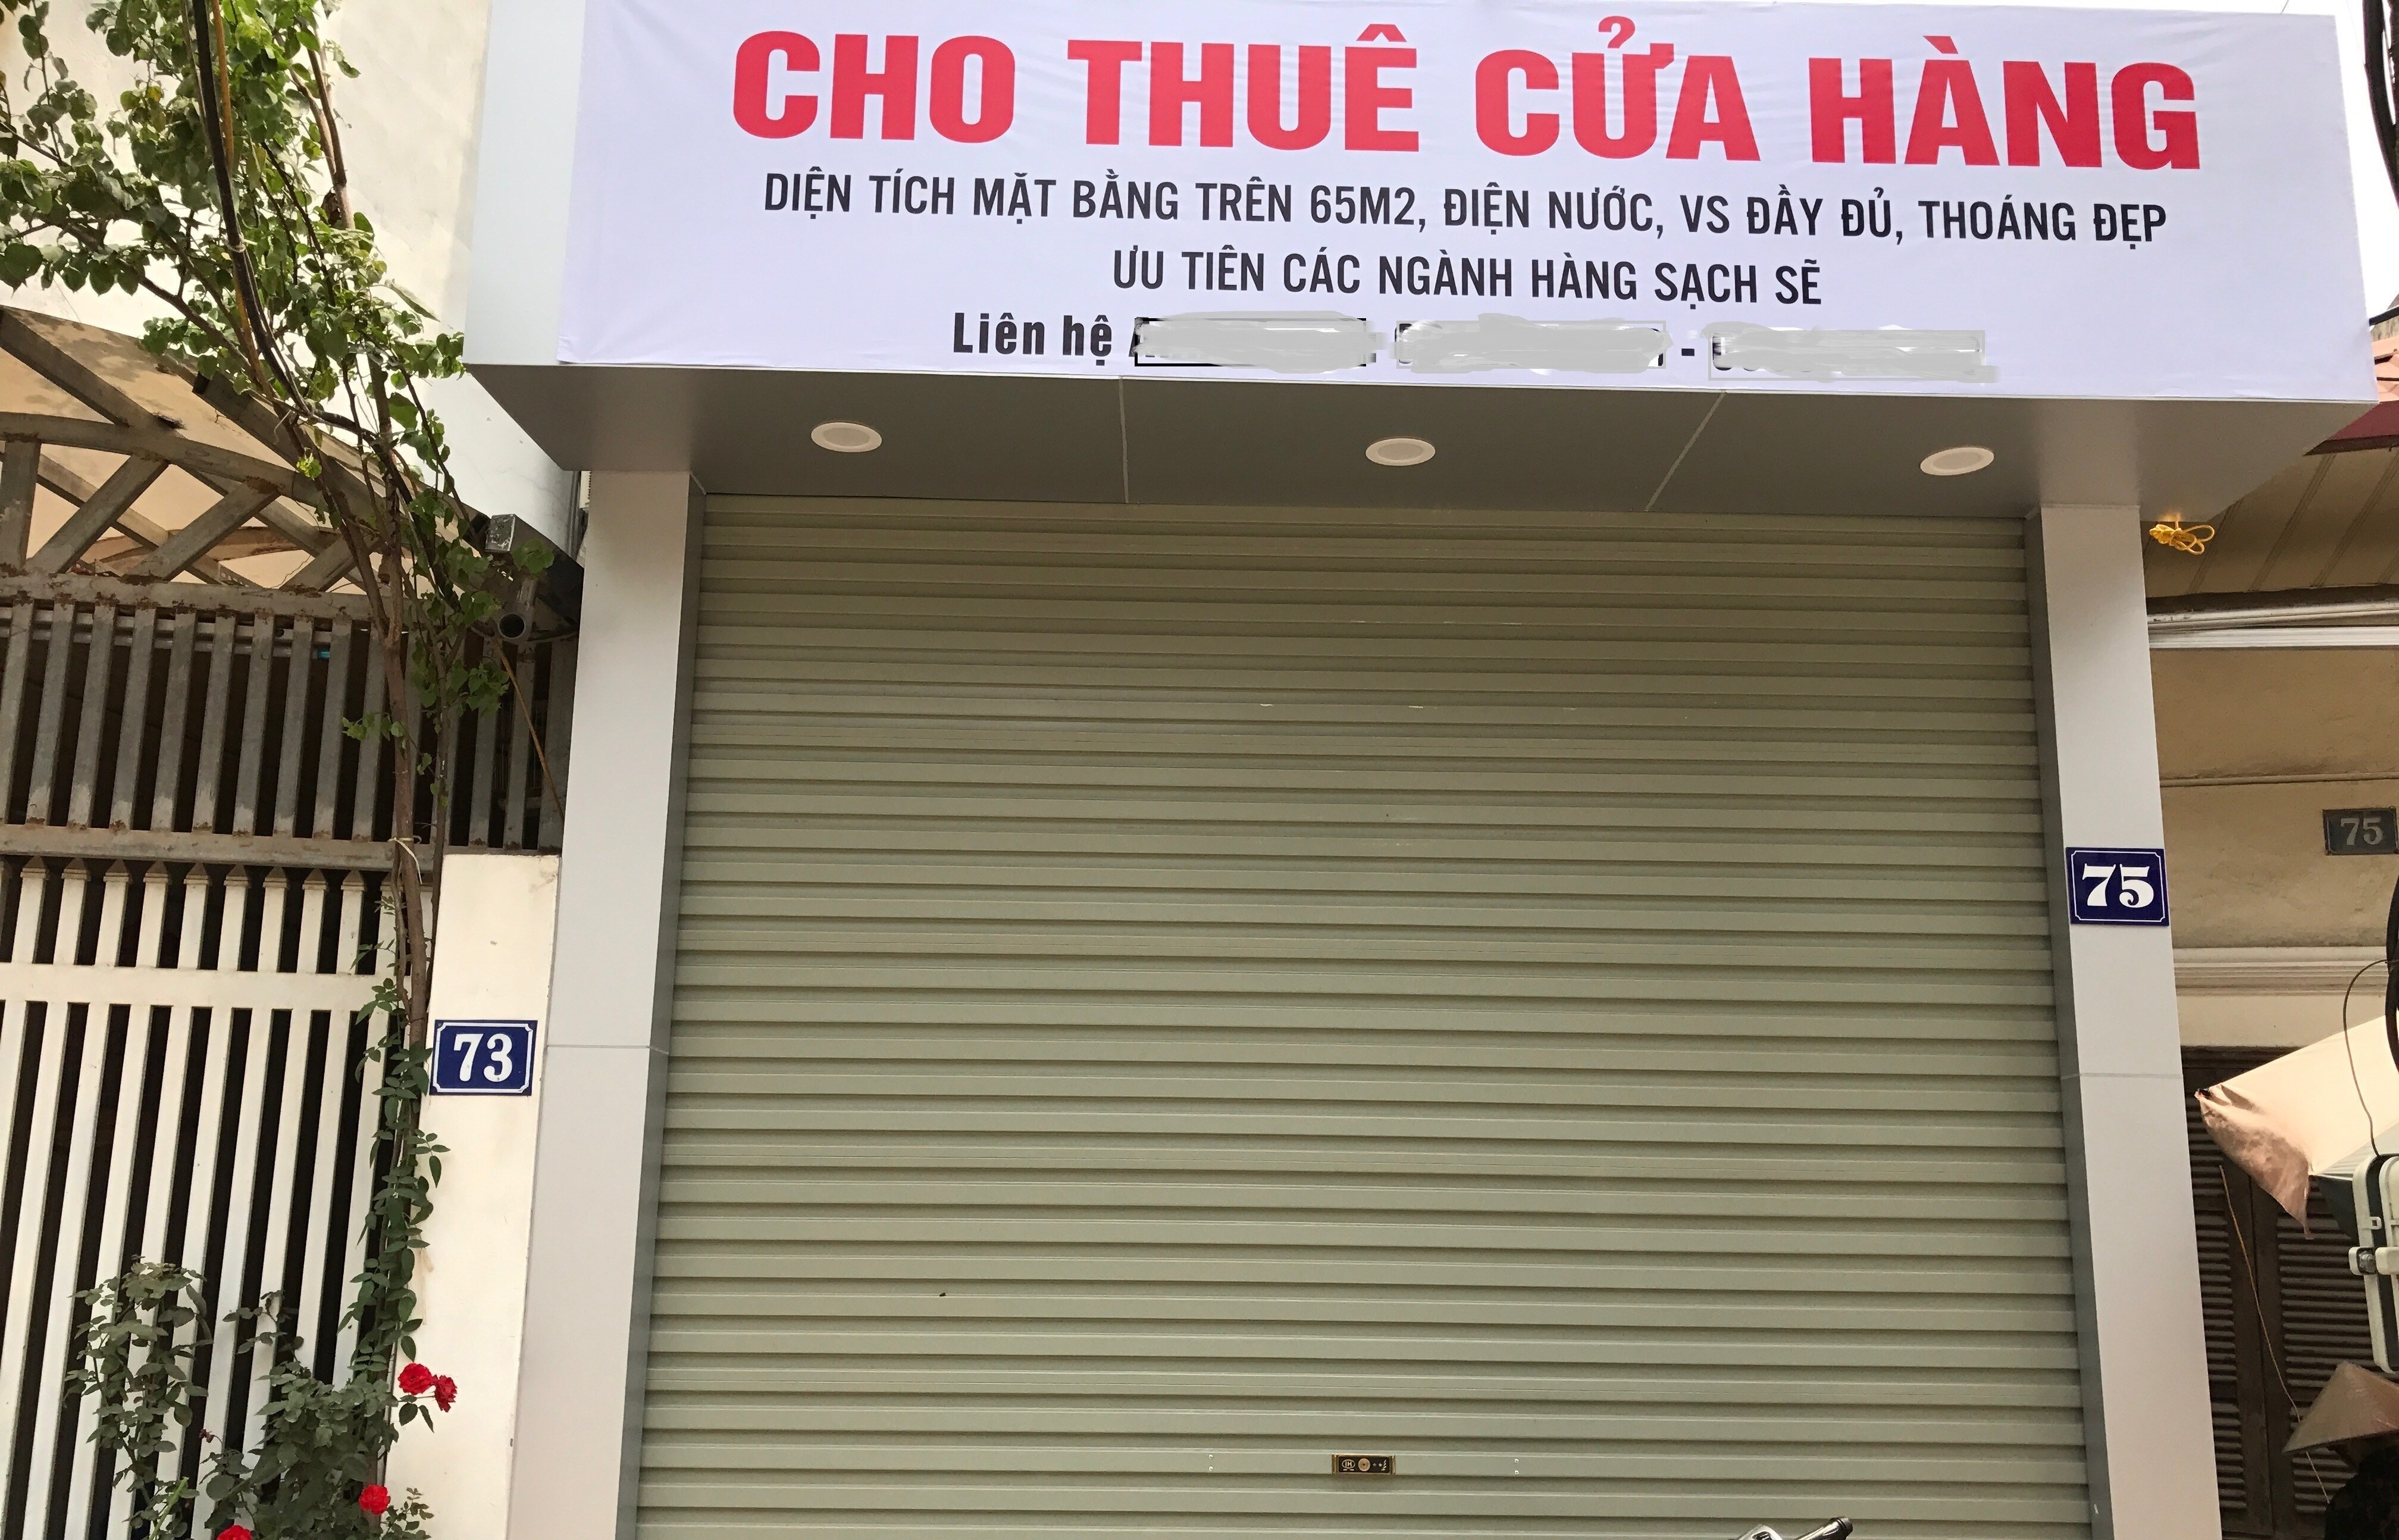 CHO THUÊ CỬA HÀNG
DIỆN TÍCH MẶT BẰNG TRÊN 65M2, ĐIỆN NƯỚC, VS ĐẦY ĐỦ, THOÁNG ĐẸP
ƯU TIÊN CÁC NGÀNH HÀNG SẠCH SẼ
Liên hệ -
75
75
73